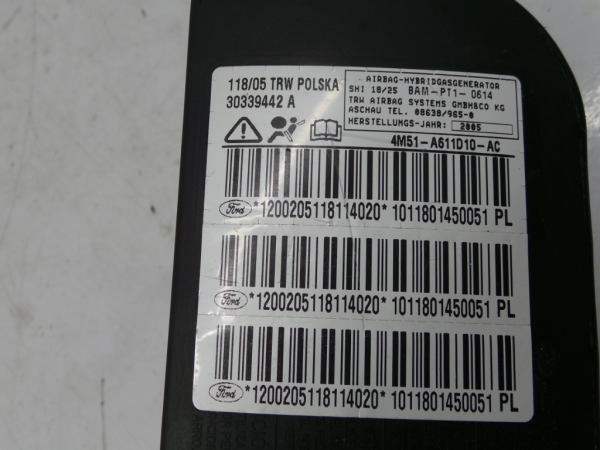 118/05 TRW POLSKA
30339442 A
AIRBAG-HYBRIDGASGENERATOR
SHI 18/25 BAM-PT1-0614
TRW AIRBAG SYSTEMS GMBH&CO KG
ASCHAU TEL. 08638/965-0
HERSTELLUNGS-JAHR: 2005
4M51-A611D10-AC
Ford *1200205118114020* 1011801450051 PL
Ford *1200205118114020* 1011801450051 PL
Ford *1200205118114020* 1011801450051 PL